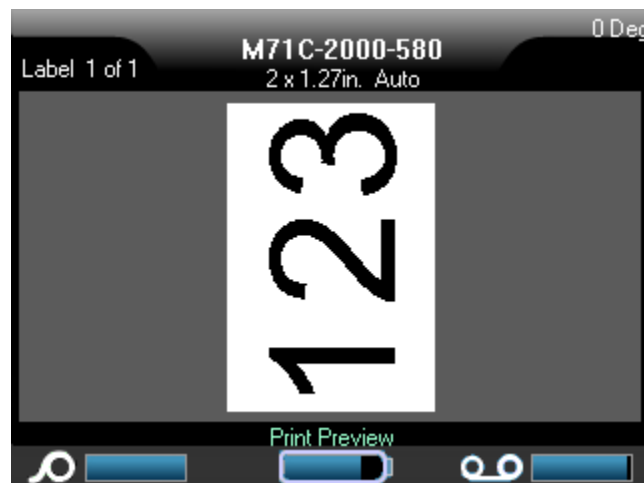 0 Deg
M71C-2000-580
Label 1 of 1
2 x 1.27in. Auto
123
Print Preview